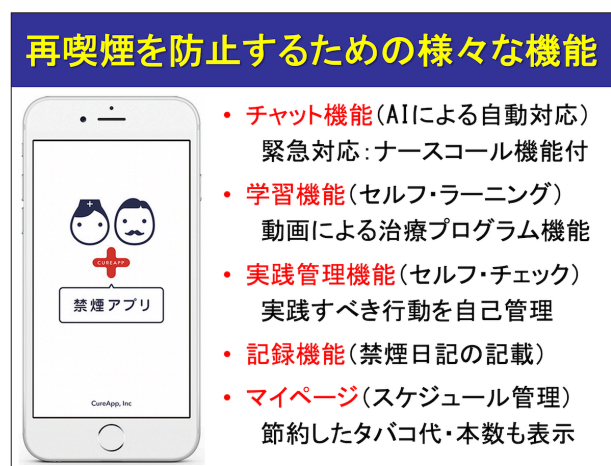 再喫煙を防止するための様々な機能
• チャット機能(AIによる自動対応)
緊急対応:ナースコール機能付
• 学習機能(セルフ・ラーニング)
動画による治療プログラム機能
• 実践管理機能(セルフ・チェック)
実践すべき行動を自己管理
• 記録機能(禁煙日記の記載)
• マイページ(スケジュール管理)
節約したタバコ代・本数も表示
CUREAPP
禁煙アプリ
CureApp, Inc